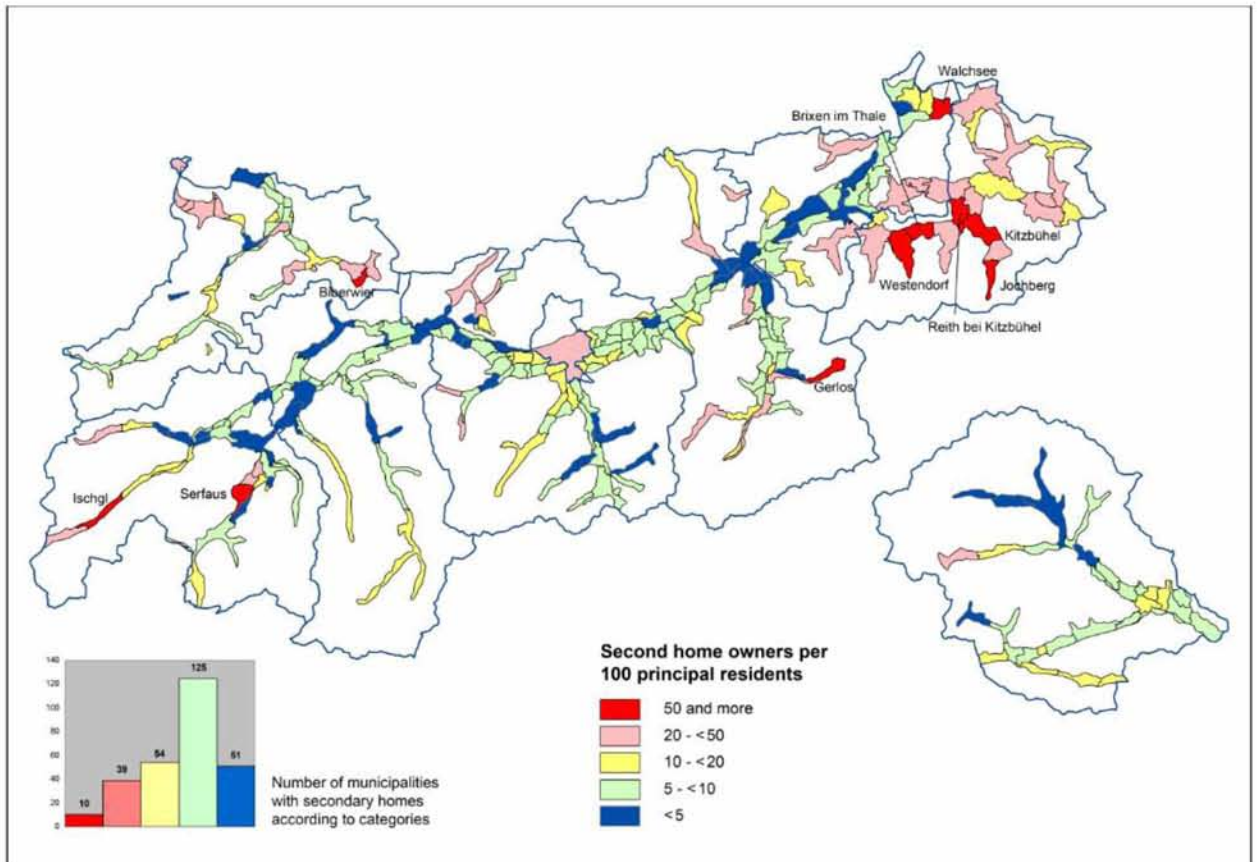 Walchsee
Brixen im Thale
Kitzbühel
Biberwier
Westendorf
Jochberg
Reith bei Kitzbühel
Gerlos
Ischgl
Serfaus
Second home owners per
100 principal residents
50 and more
20 - <50
10 - <20
5 - <10
<5
140
120
100
80
60
40
20
0
10
39
54
125
51
Number of municipalities
with secondary homes
according to categories